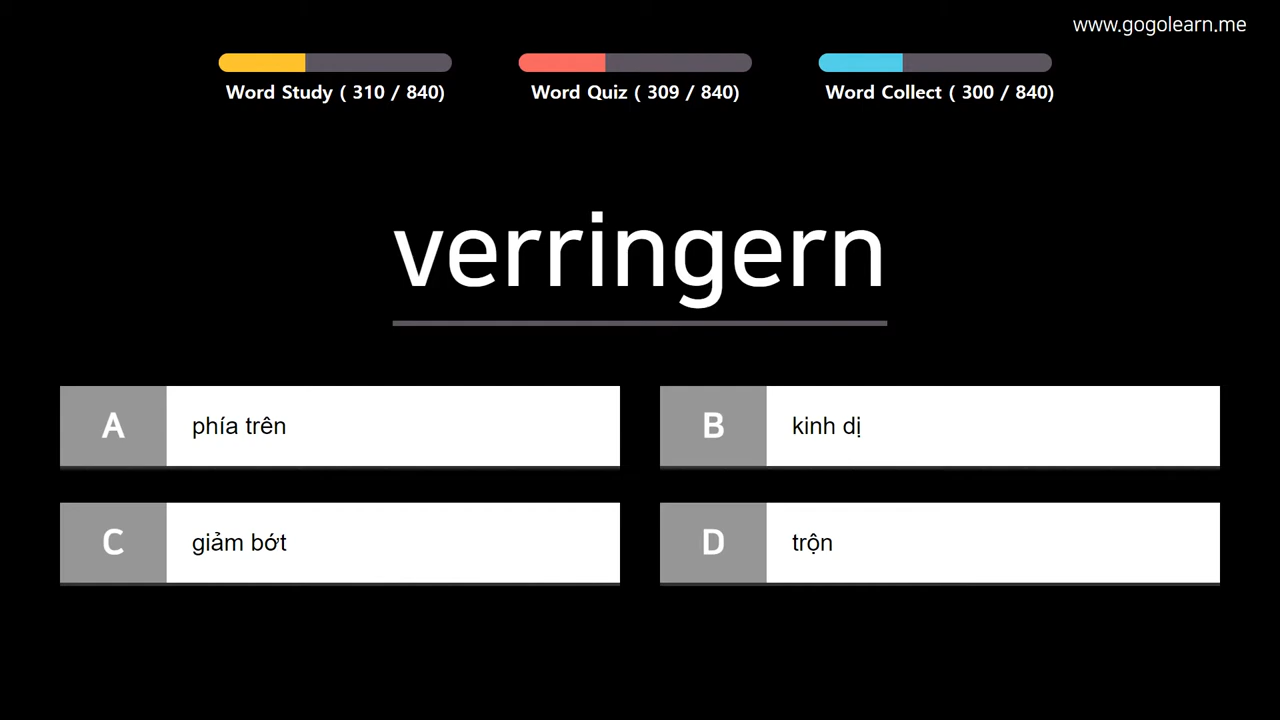 www.gogolearn.me
Word Study ( 310 / 840)
Word Quiz ( 309 / 840)
Word Collect ( 300 / 840)
verringern
A phía trên
B kinh dị
C giảm bớt
D trộn